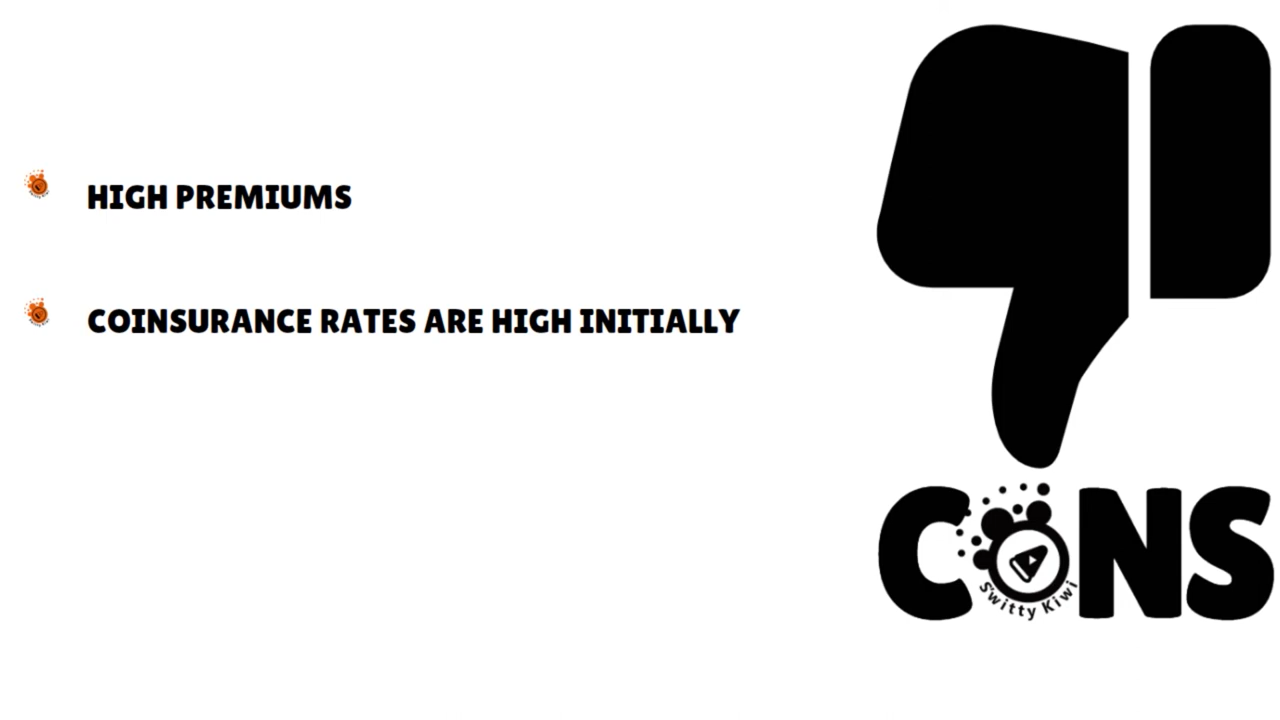 HIGH PREMIUMS
COINSURANCE RATES ARE HIGH INITIALLY
CONS
Switty Kiwi